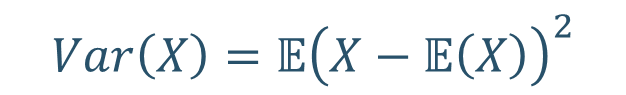 Var(X) = 𝔼(X − 𝔼(X))²